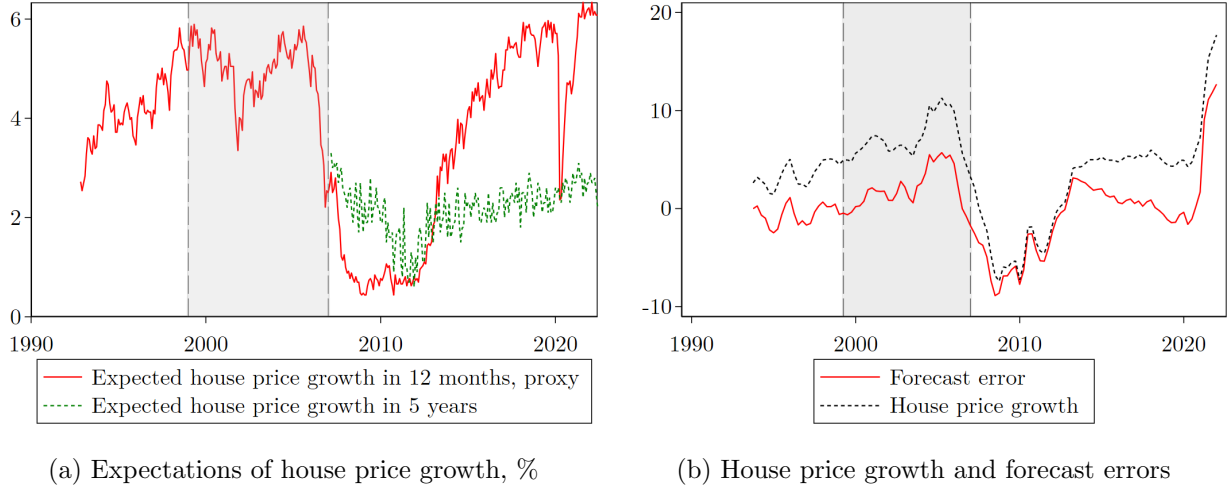 6
4
2
0
1990
2000
2010
2020
Expected house price growth in 12 months, proxy
Expected house price growth in 5 years
(a) Expectations of house price growth, %
20
10
0
-10
1990
2000
2010
2020
Forecast error
House price growth
(b) House price growth and forecast errors